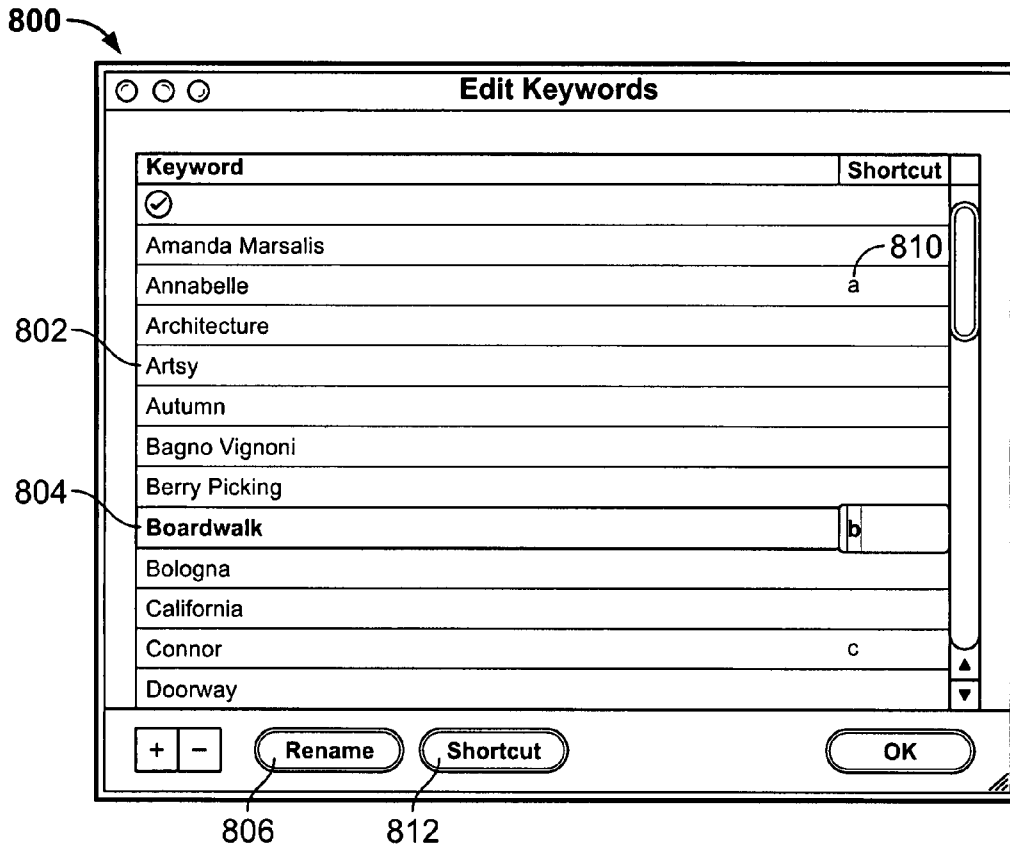 800
Edit Keywords
Keyword Shortcut
Amanda Marsalis 810
Annabelle a
Architecture
802 Artsy
Autumn
Bagno Vignoni
Berry Picking
804 Boardwalk b
Bologna
California
Connor c
Doorway
+ - Rename Shortcut OK
806 812